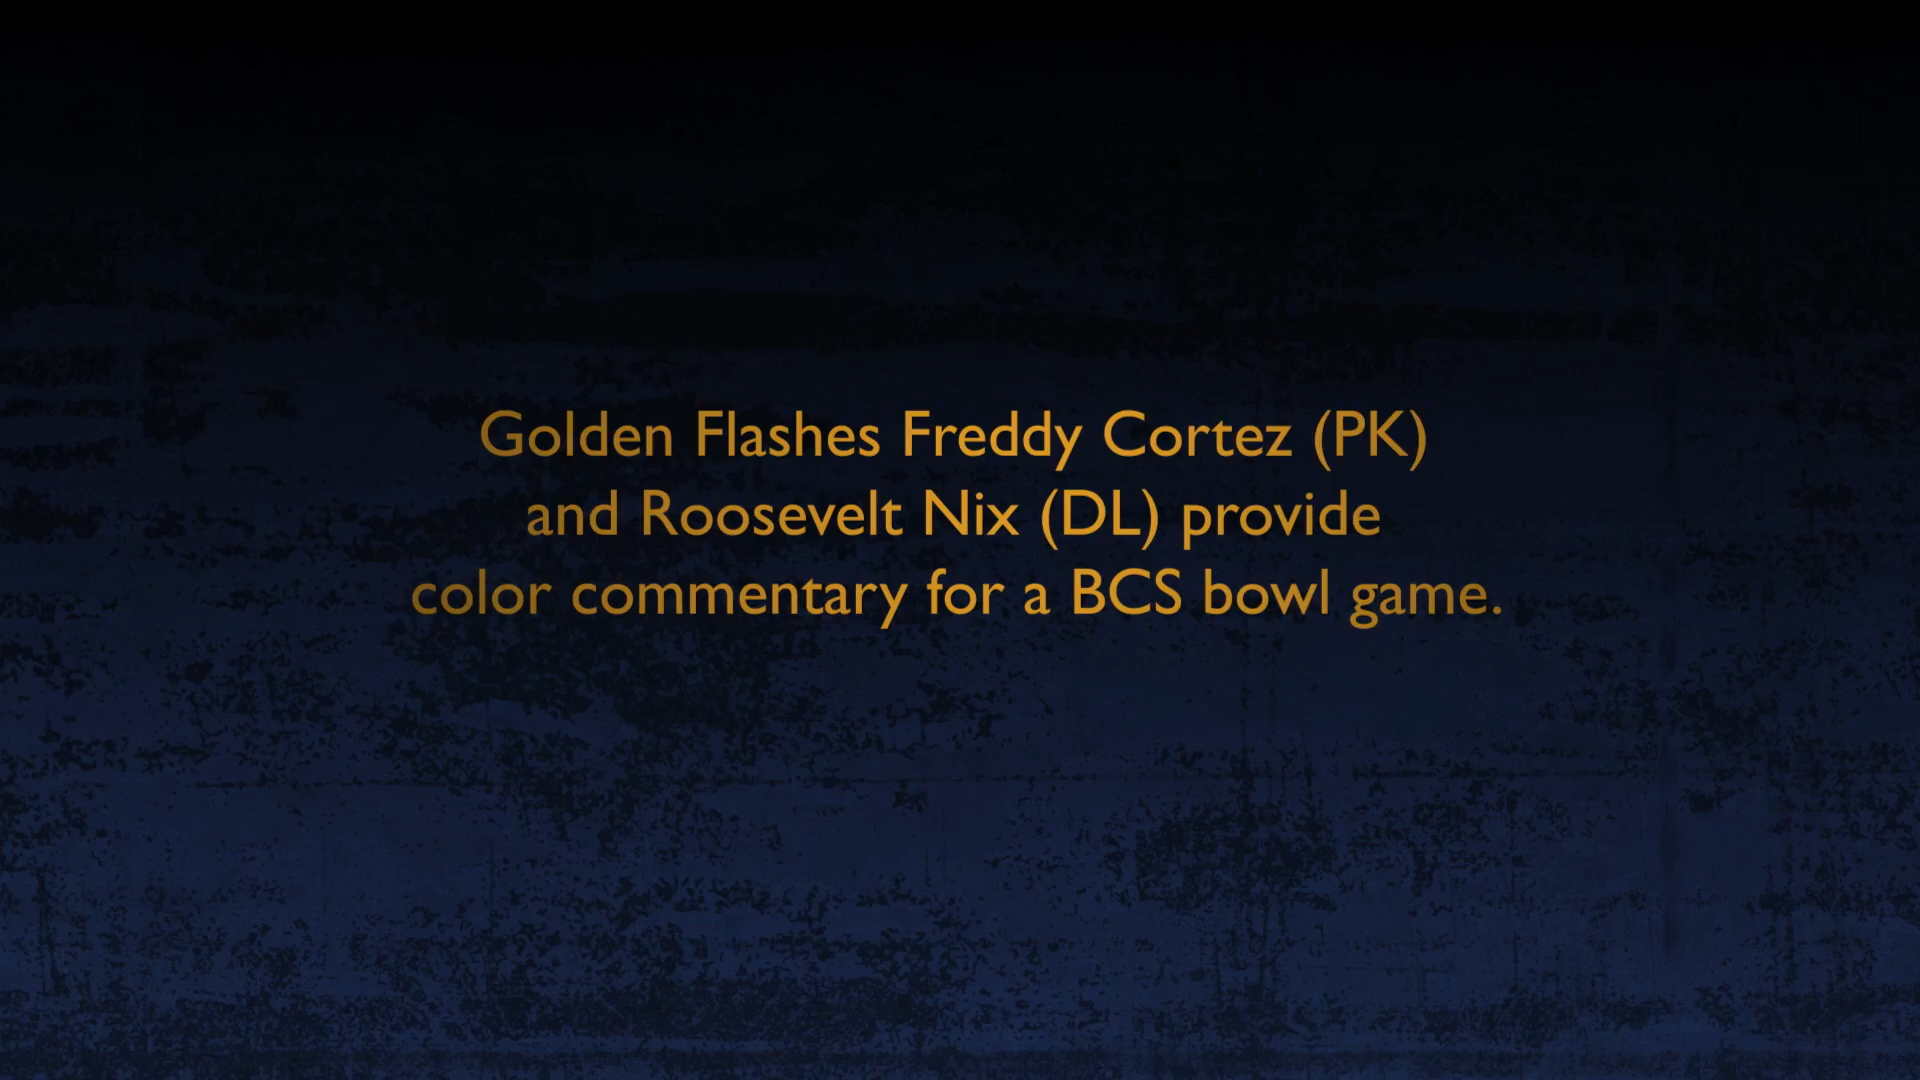 Golden Flashes Freddy Cortez (PK)
and Roosevelt Nix (DL) provide
color commentary for a BCS bowl game.